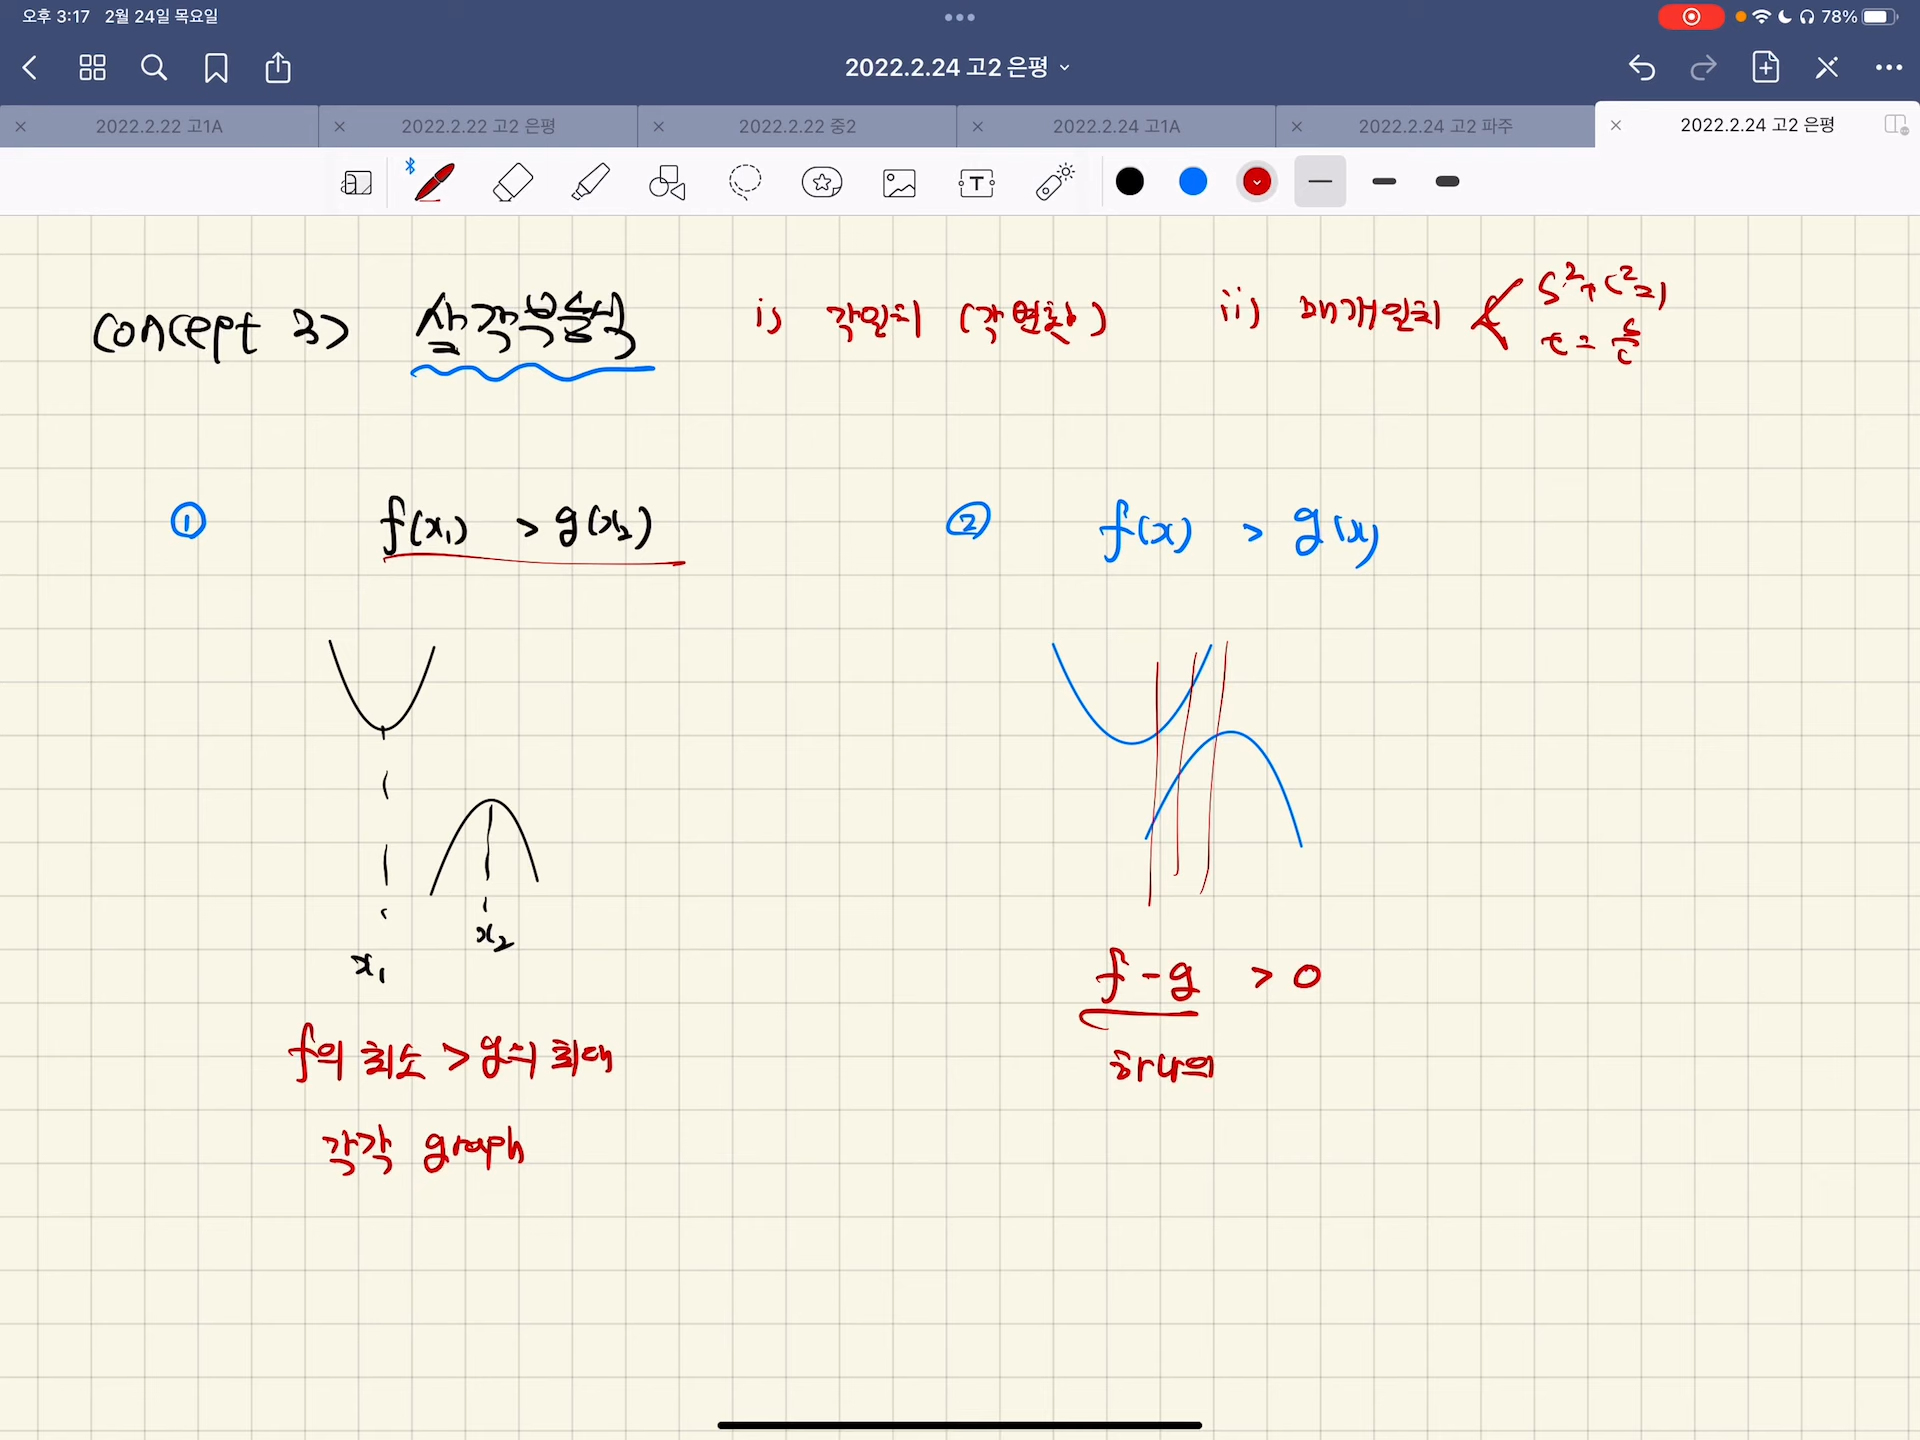 오후 3:17 2월 24일 목요일
78%
2022.2.24 고2 은평
2022.2.22 고1A
2022.2.22 고2 은평
2022.2.22 중2
2022.2.24 고1A
2022.2.24 고2 파주
2022.2.24 고2 은평
concept 3> 삼각부등식
i) 각일치 (각변환)
ii) 매개일치 < s²+c²=1
t = s/c
① f(x₁) > g(x₂)
② f(x) > g(x)
x₂
x₁
f - g > 0
f의 최소 > g의 최대
하나의
각각 graph